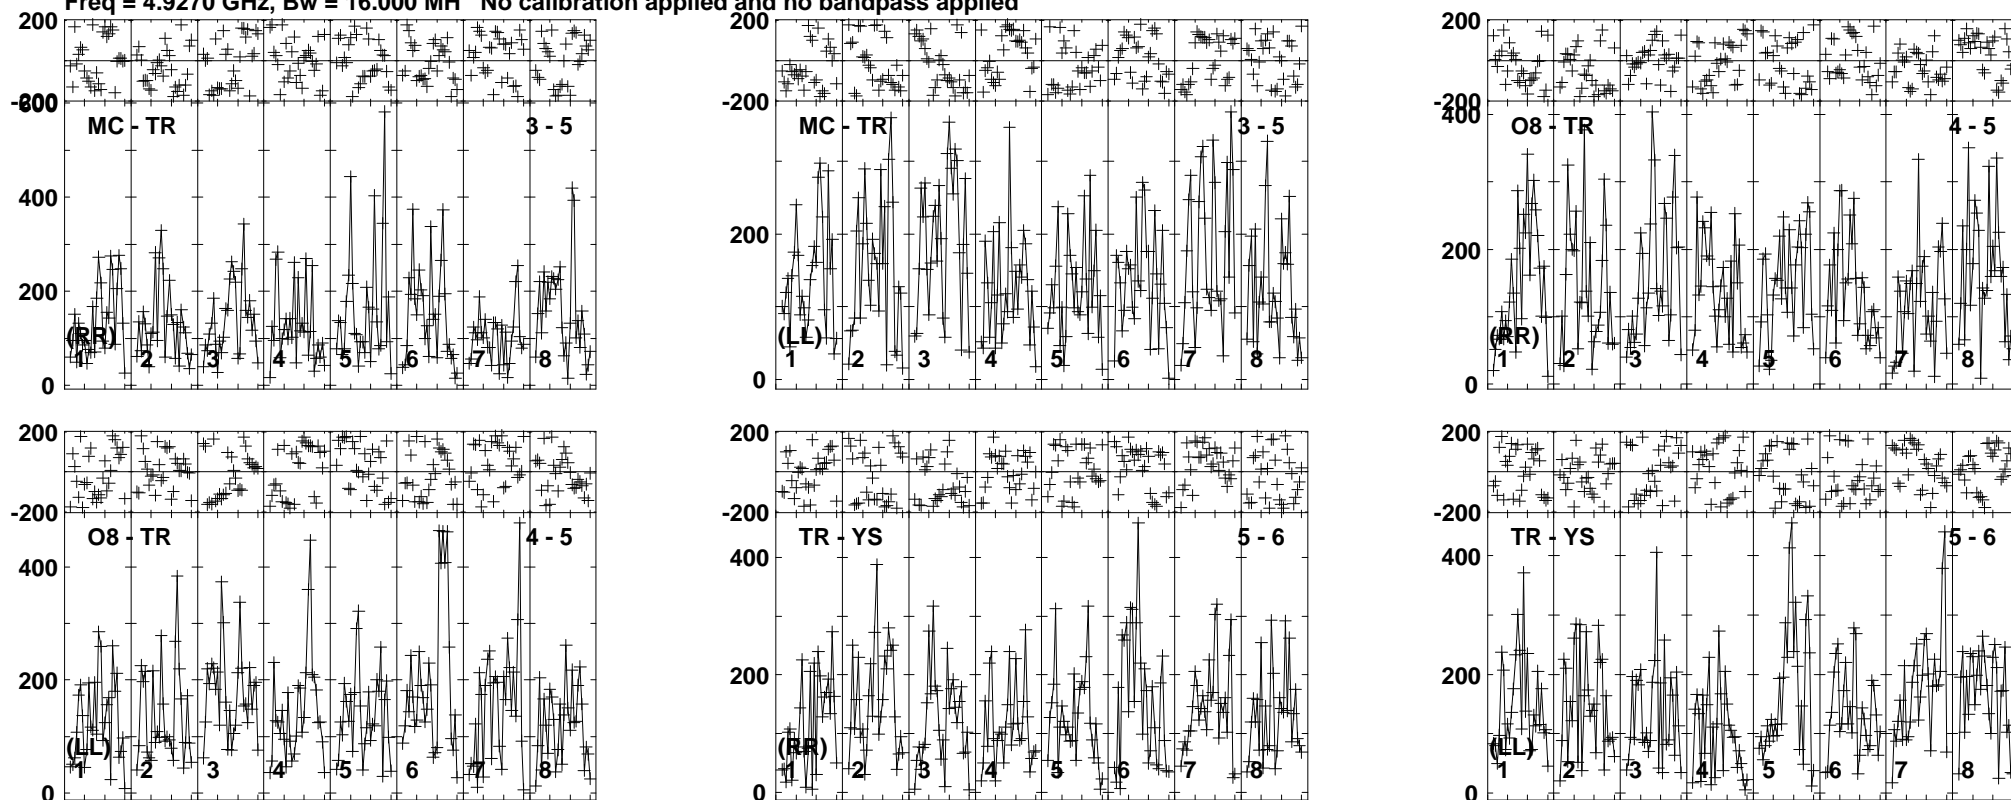 Freq = 4.9270 GHz, Bw = 16.000 MH No calibration applied and no bandpass applied
200 200 200
-200 -200
600 400
MC - TR 3 - 5 MC - TR 3 - 5 O8 - TR 4 - 5
400
200 200 200
(RR) (LL) (RR)
1 2 3 4 5 6 7 8 1 2 3 4 5 6 7 8 1 2 3 4 5 6 7 8
0 0 0
200 200 200
-200 -200 -200
O8 - TR 4 - 5 TR - YS 5 - 6 TR - YS 5 - 6
400 400 400
200 200 200
(LL) (RR) (LL)
1 2 3 4 5 6 7 8 1 2 3 4 5 6 7 8 1 2 3 4 5 6 7 8
0 0 0